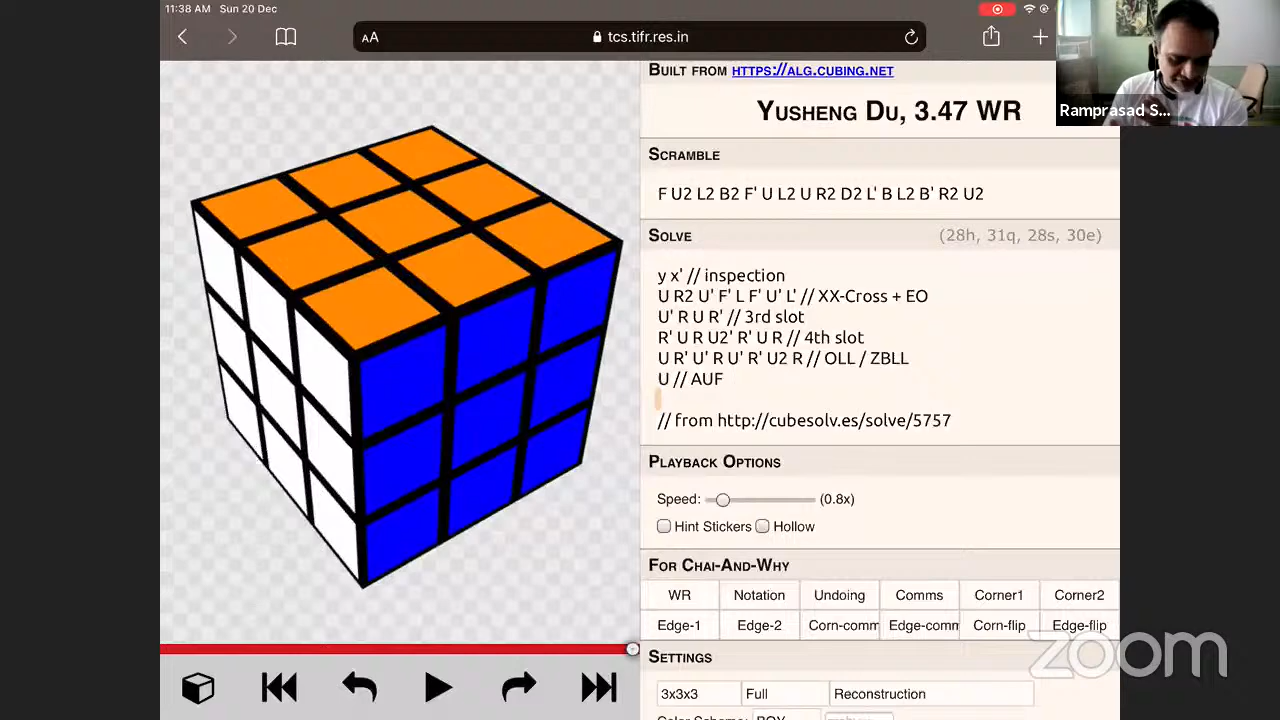 11:38 AM Sun 20 Dec
AA
tcs.tifr.res.in
BUILT FROM HTTPS://ALG.CUBING.NET
YUSHENG DU, 3.47 WR
Ramprasad S...
SCRAMBLE
F U2 L2 B2 F' U L2 U R2 D2 L' B L2 B' R2 U2
SOLVE (28h, 31q, 28s, 30e)
y x' // inspection
U R2 U' F' L F' U' L' // XX-Cross + EO
U' R U R' // 3rd slot
R' U R U2' R' U R // 4th slot
U R' U' R U' R' U2 R // OLL / ZBLL
U // AUF
// from http://cubesolv.es/solve/5757
PLAYBACK OPTIONS
Speed: (0.8x)
Hint Stickers Hollow
FOR CHAI-AND-WHY
WR Notation Undoing Comms Corner1 Corner2
Edge-1 Edge-2 Corn-comm Edge-comm Corn-flip Edge-flip
zoom
SETTINGS
3x3x3 Full Reconstruction
Color Scheme: BOY